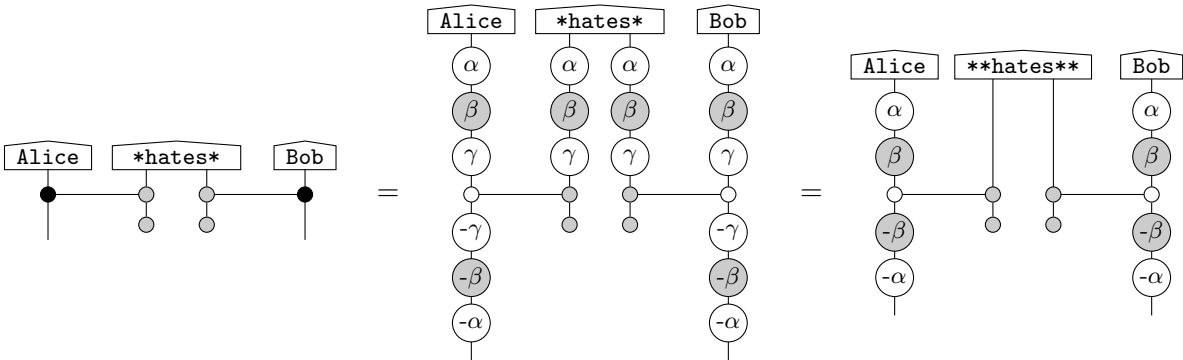 Alice *hates* Bob
=
Alice *hates* Bob
α α α α
β β β β
γ γ γ γ
-γ -γ
-β -β
-α -α
=
Alice **hates** Bob
α α
β β
-β -β
-α -α